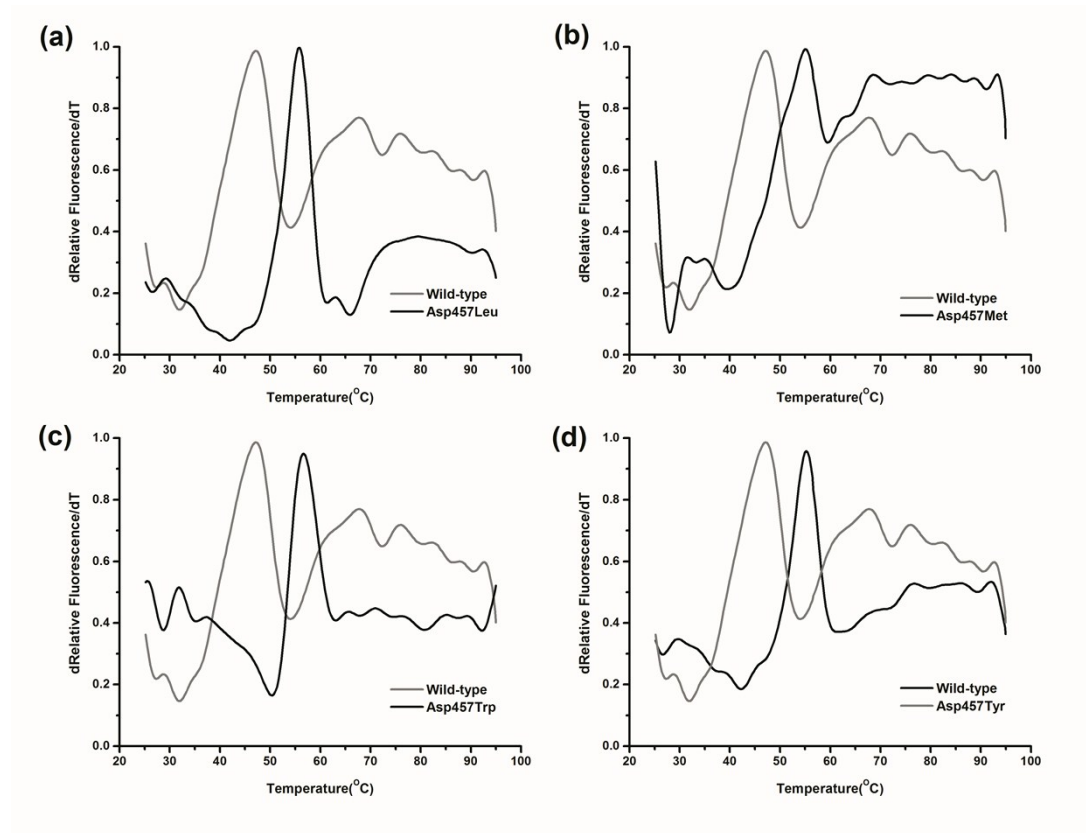 (a)
1.0
0.8
0.6
0.4
0.2
0.0
dRelative Fluorescence/dT
Wild-type
Asp457Leu
20 30 40 50 60 70 80 90 100
Temperature(°C)
(b)
1.0
0.8
0.6
0.4
0.2
0.0
dRelative Fluorescence/dT
Wild-type
Asp457Met
20 30 40 50 60 70 80 90 100
Temperature(°C)
(c)
1.0
0.8
0.6
0.4
0.2
0.0
dRelative Fluorescence/dT
Wild-type
Asp457Trp
20 30 40 50 60 70 80 90 100
Temperature(°C)
(d)
1.0
0.8
0.6
0.4
0.2
0.0
dRelative Fluorescence/dT
Wild-type
Asp457Tyr
20 30 40 50 60 70 80 90 100
Temperature(°C)